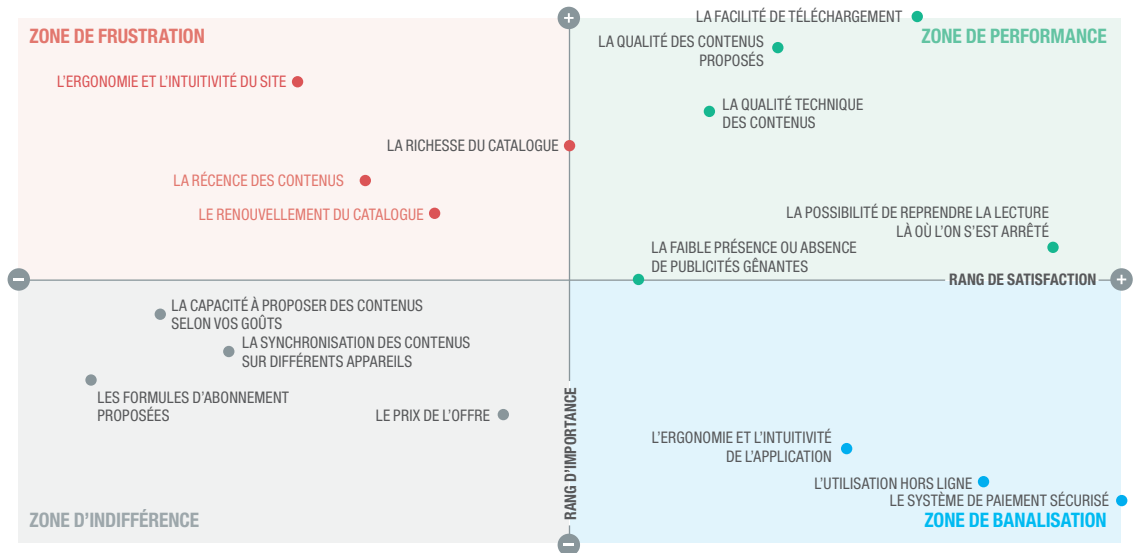 LA FACILITÉ DE TÉLÉCHARGEMENT
ZONE DE FRUSTRATION
+
LA QUALITÉ DES CONTENUS
PROPOSÉS
ZONE DE PERFORMANCE
L'ERGONOMIE ET L'INTUITIVITÉ DU SITE
LA QUALITÉ TECHNIQUE
DES CONTENUS
LA RICHESSE DU CATALOGUE
LA RÉCENCE DES CONTENUS
LE RENOUVELLEMENT DU CATALOGUE
LA POSSIBILITÉ DE REPRENDRE LA LECTURE
LÀ OÙ L'ON S'EST ARRÊTÉ
LA FAIBLE PRÉSENCE OU ABSENCE
DE PUBLICITÉS GÊNANTES
−
RANG DE SATISFACTION
+
LA CAPACITÉ À PROPOSER DES CONTENUS
SELON VOS GOÛTS
LA SYNCHRONISATION DES CONTENUS
SUR DIFFÉRENTS APPAREILS
LES FORMULES D'ABONNEMENT
PROPOSÉES
LE PRIX DE L'OFFRE
RANG D'IMPORTANCE
L'ERGONOMIE ET L'INTUITIVITÉ
DE L'APPLICATION
L'UTILISATION HORS LIGNE
LE SYSTÈME DE PAIEMENT SÉCURISÉ
ZONE D'INDIFFÉRENCE
ZONE DE BANALISATION
−